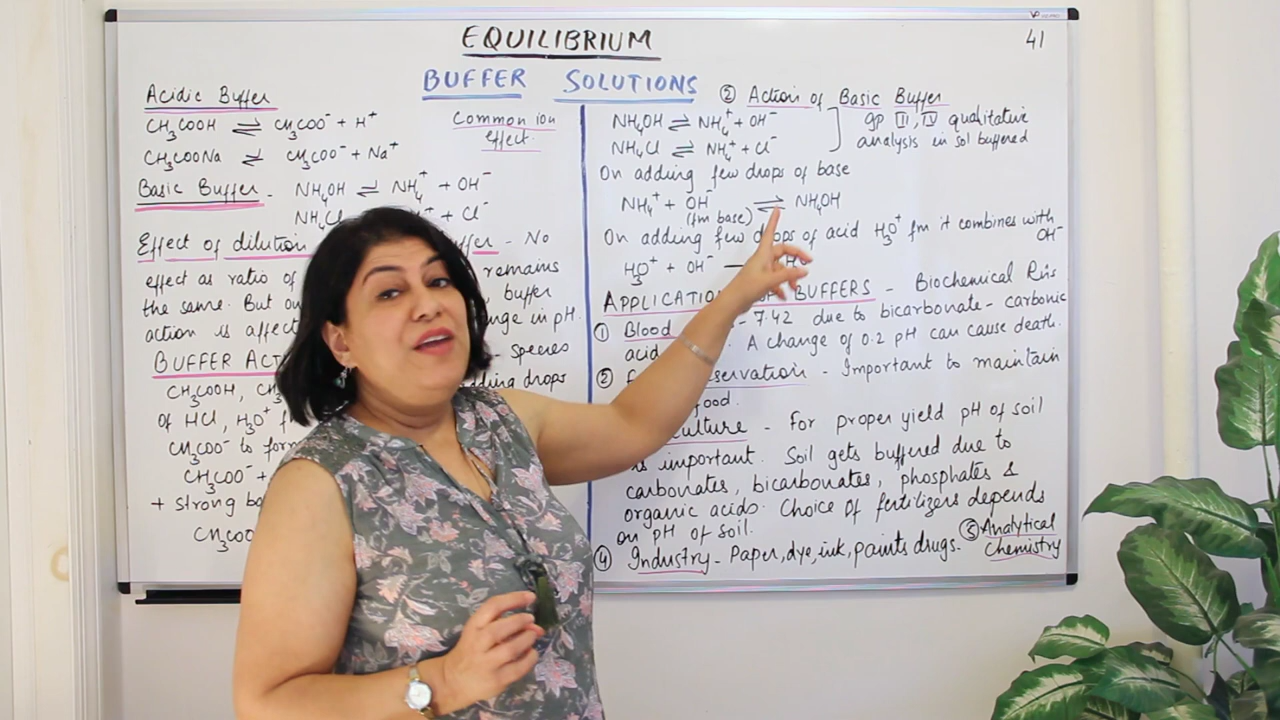 EQUILIBRIUM
41
BUFFER SOLUTIONS
Acidic Buffer
CH₃COOH ⇌ CH₃COO⁻ + H⁺
Common ion
effect.
CH₃COONa ⇌ CH₃COO⁻ + Na⁺
Basic Buffer - NH₄OH ⇌ NH₄⁺ + OH⁻
NH₄Cl + Cl⁻
Effect of dilution - No
effect as ratio of remains
the same. But buffer
action is affect in pH.
BUFFER AC
species
CH₃COOH, drops
of HCl, H₃O⁺
CH₃COO⁻ to form
CH₃COO⁻ +
+ strong
CH₃COO
② Action of Basic Buffer
NH₄OH ⇌ NH₄⁺ + OH⁻
NH₄Cl ⇌ NH₄⁺ + Cl⁻
gp III, IV qualitative
analysis in sol buffered
On adding few drops of base
NH₄⁺ + OH⁻ ⇌ NH₄OH
(fm base)
On adding few drops of acid H₃O⁺ fm it combines with
OH⁻
H₃O⁺ + OH⁻
APPLICATION BUFFERS - Biochemical Rxns
① Blood - 7.42 due to bicarbonate - carbonic
acid A change of 0.2 pH can cause death.
② servation - Important to maintain
food.
culture - For proper yield pH of soil
is important. Soil gets buffered due to
carbonates, bicarbonates, phosphates &
organic acids. Choice of fertilizers depends
on pH of soil.
④ Industry - Paper, dye, ink, paints drugs.
⑤ Analytical
chemistry